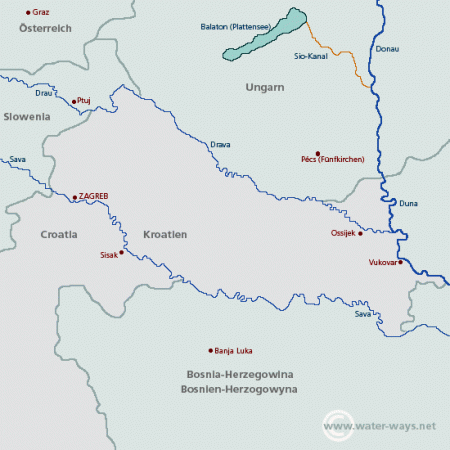 Graz
Österreich
Balaton (Plattensee)
Donau
Sio-Kanal
Ungarn
Drau
Ptuj
Slowenia
Drava
Sava
Pécs (Fünfkirchen)
ZAGREB
Duna
Croatia
Kroatien
Ossijek
Sisak
Vukovar
Sava
Banja Luka
Bosnia-Herzegowina
Bosnien-Herzogowyna
© www.water-ways.net